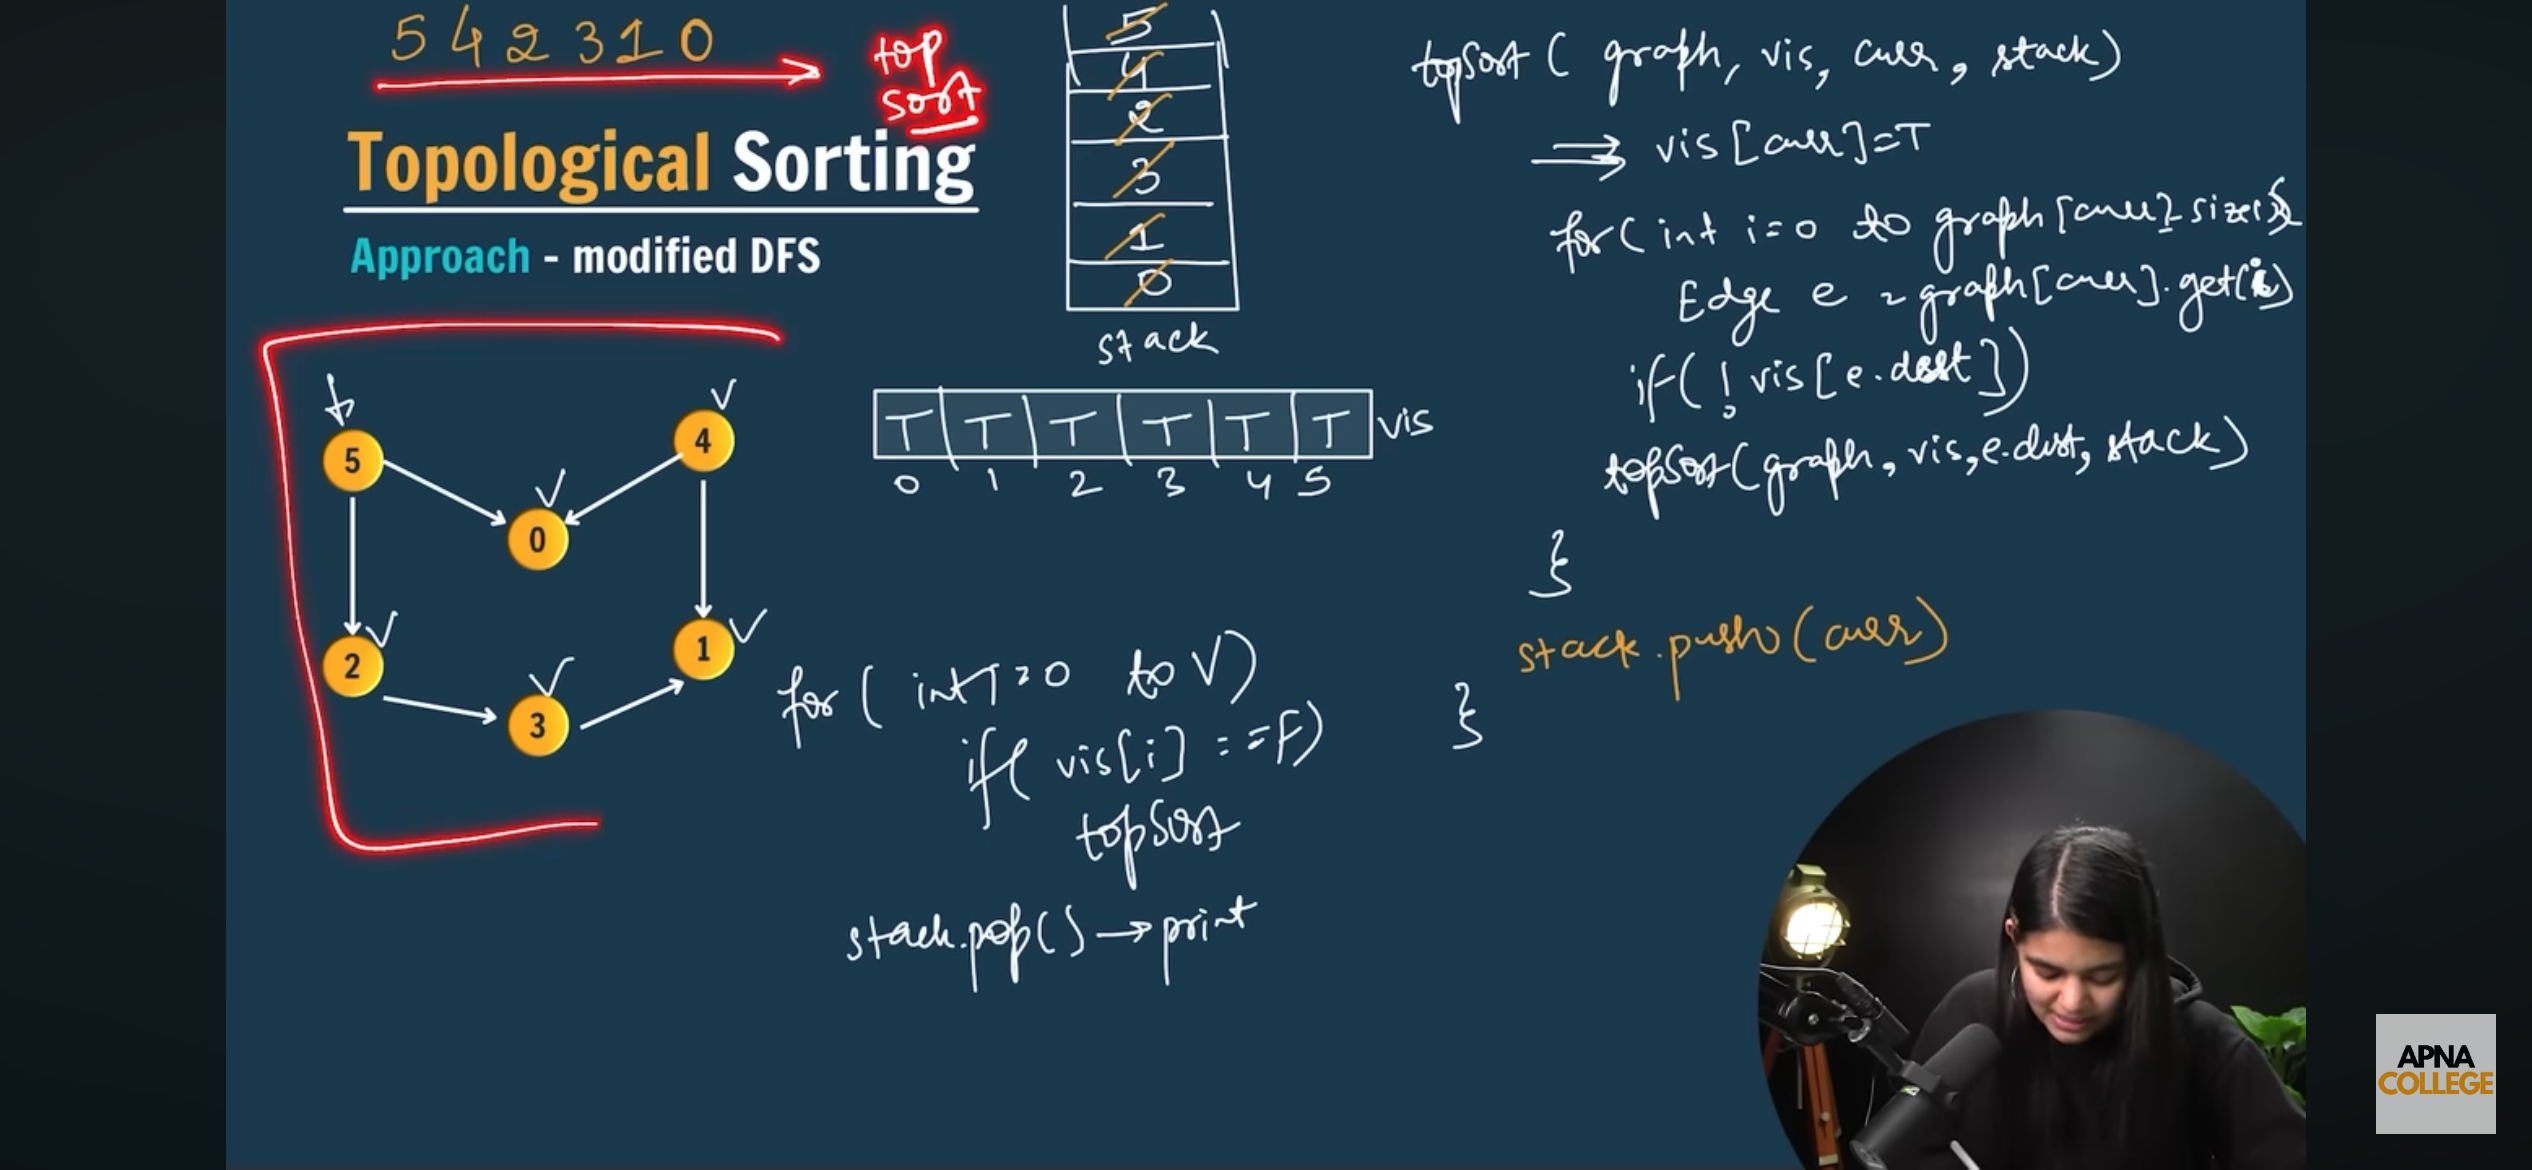 5 4 2 3 1 0
top
sort
Topological Sorting
Approach - modified DFS
5
4
2
3
1
0
stack
T T T T T T vis
0 1 2 3 4 5
5
4
0
2
1
3
for ( int i=0 to V)
if( vis[i] ==F)
topSort
stack.pop() → print
topSort ( graph, vis, curr, stack)
⇒ vis [curr]=T
for( int i=0 to graph[curr].size){
Edge e = graph[curr].get(i)
if( ! vis [ e.dest ])
topSort( graph, vis, e.dest, stack)
}
stack.push(curr)
}
APNA
COLLEGE